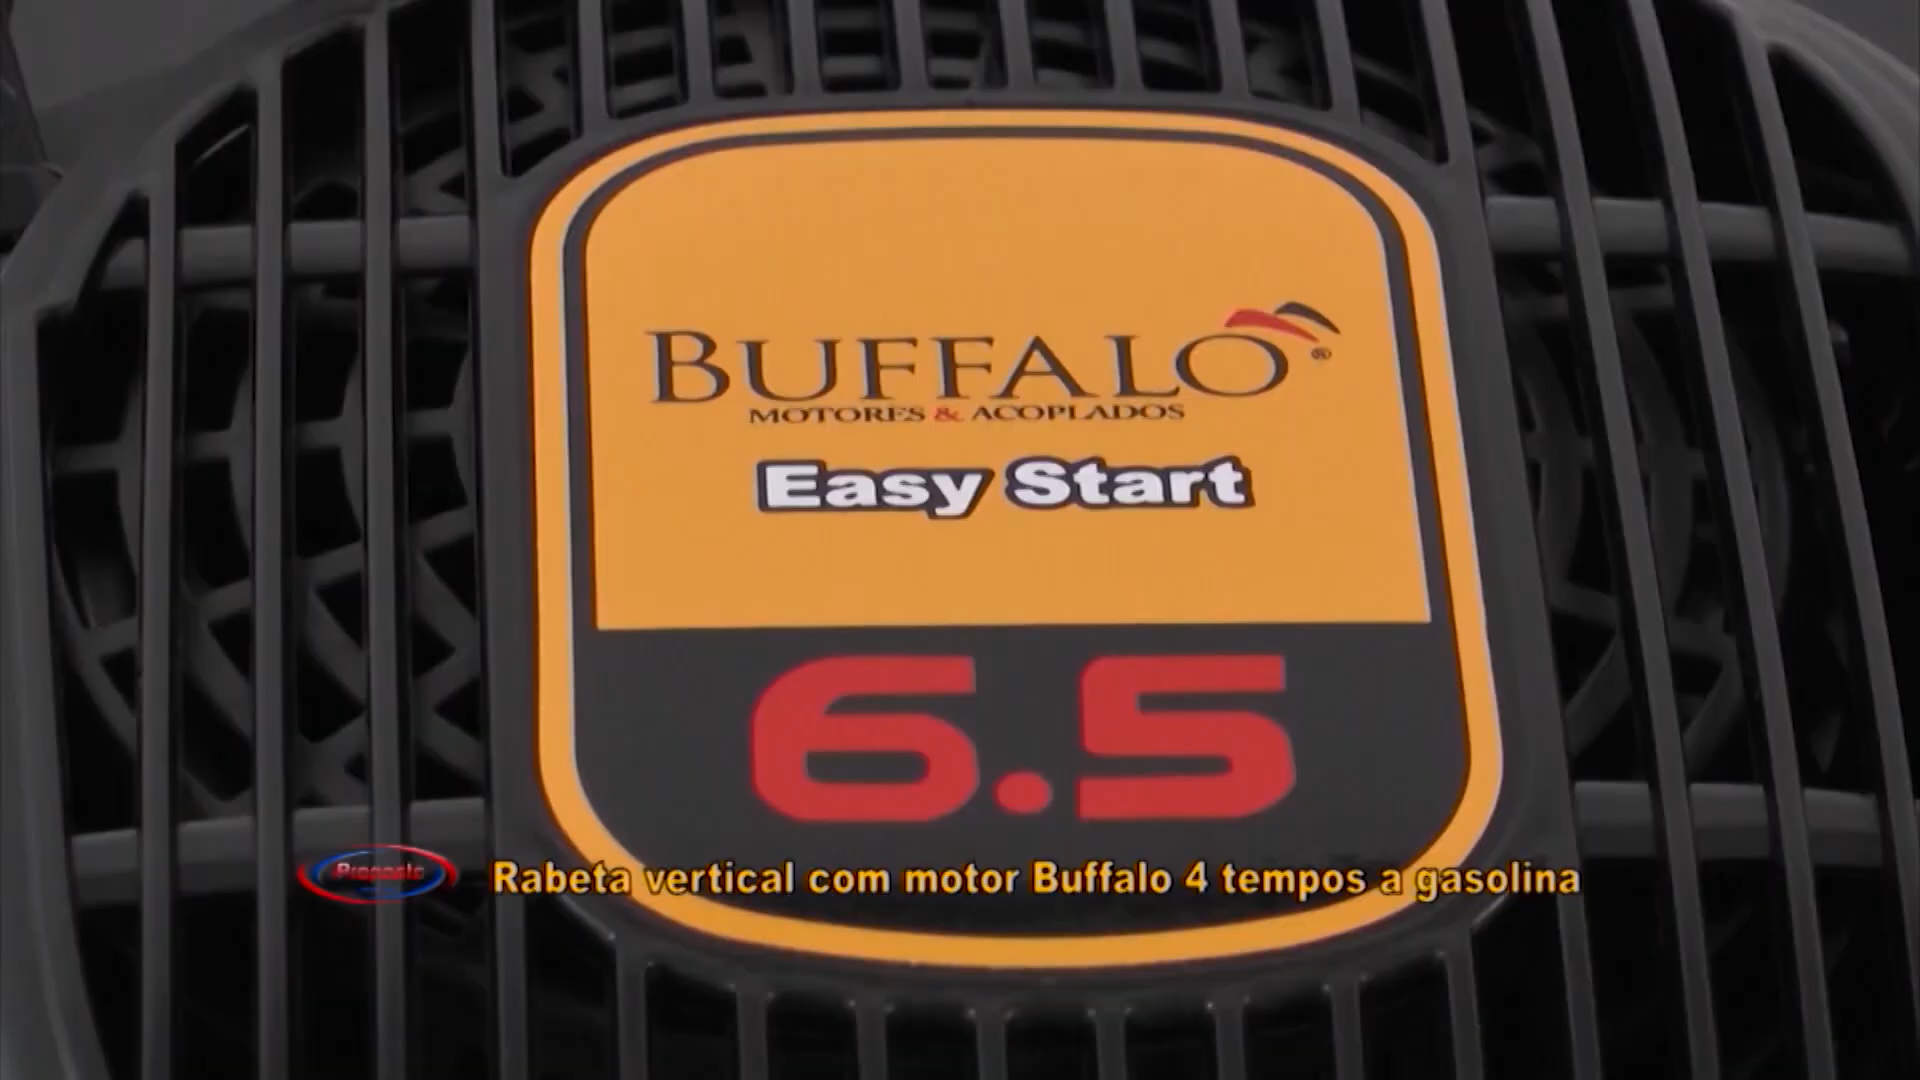 BUFFALO®
MOTORES & ACOPLADOS
Easy Start
6.5
Rabeta vertical com motor Buffalo 4 tempos a gasolina